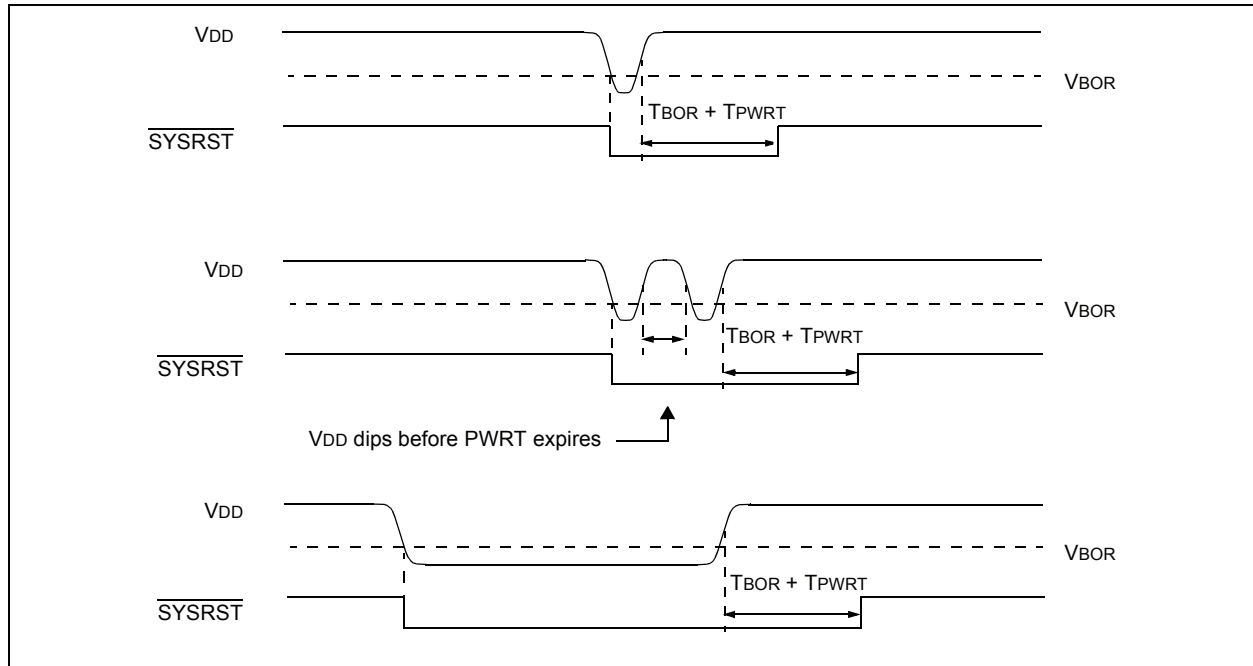 VDD
VBOR
TBOR + TPWRT
SYSRST
VDD
VBOR
TBOR + TPWRT
SYSRST
VDD dips before PWRT expires
VDD
VBOR
TBOR + TPWRT
SYSRST